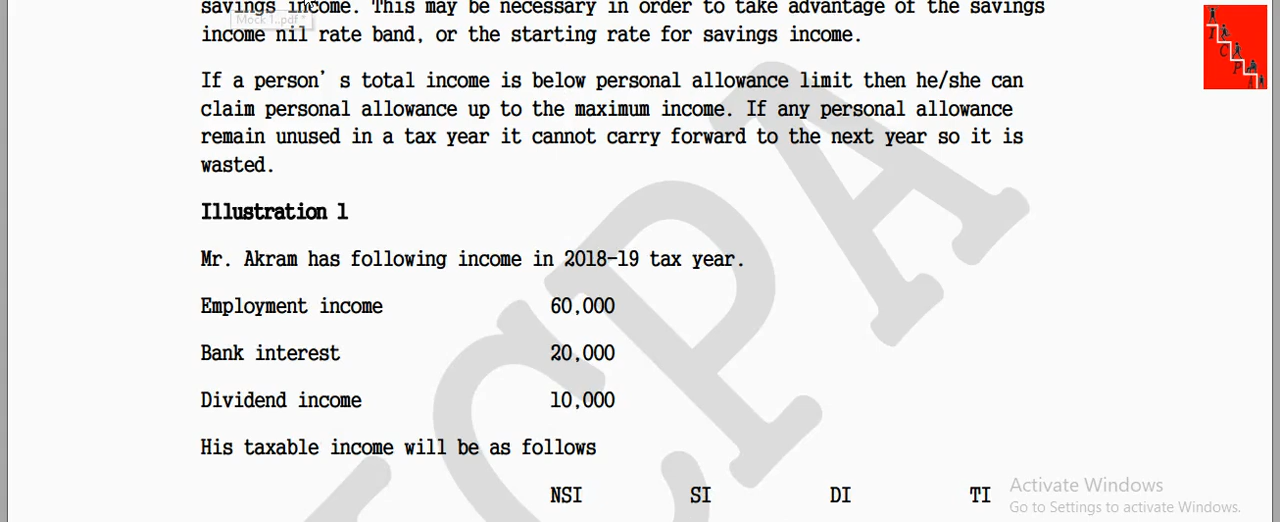 savings income. This may be necessary in order to take advantage of the savings
Mock 1..pdf *
income nil rate band, or the starting rate for savings income.
If a person's total income is below personal allowance limit then he/she can
claim personal allowance up to the maximum income. If any personal allowance
remain unused in a tax year it cannot carry forward to the next year so it is
wasted.
Illustration 1
Mr. Akram has following income in 2018-19 tax year.
Employment income 60,000
Bank interest 20,000
Dividend income 10,000
His taxable income will be as follows
NSI SI DI TI
Activate Windows
Go to Settings to activate Windows.
CPA